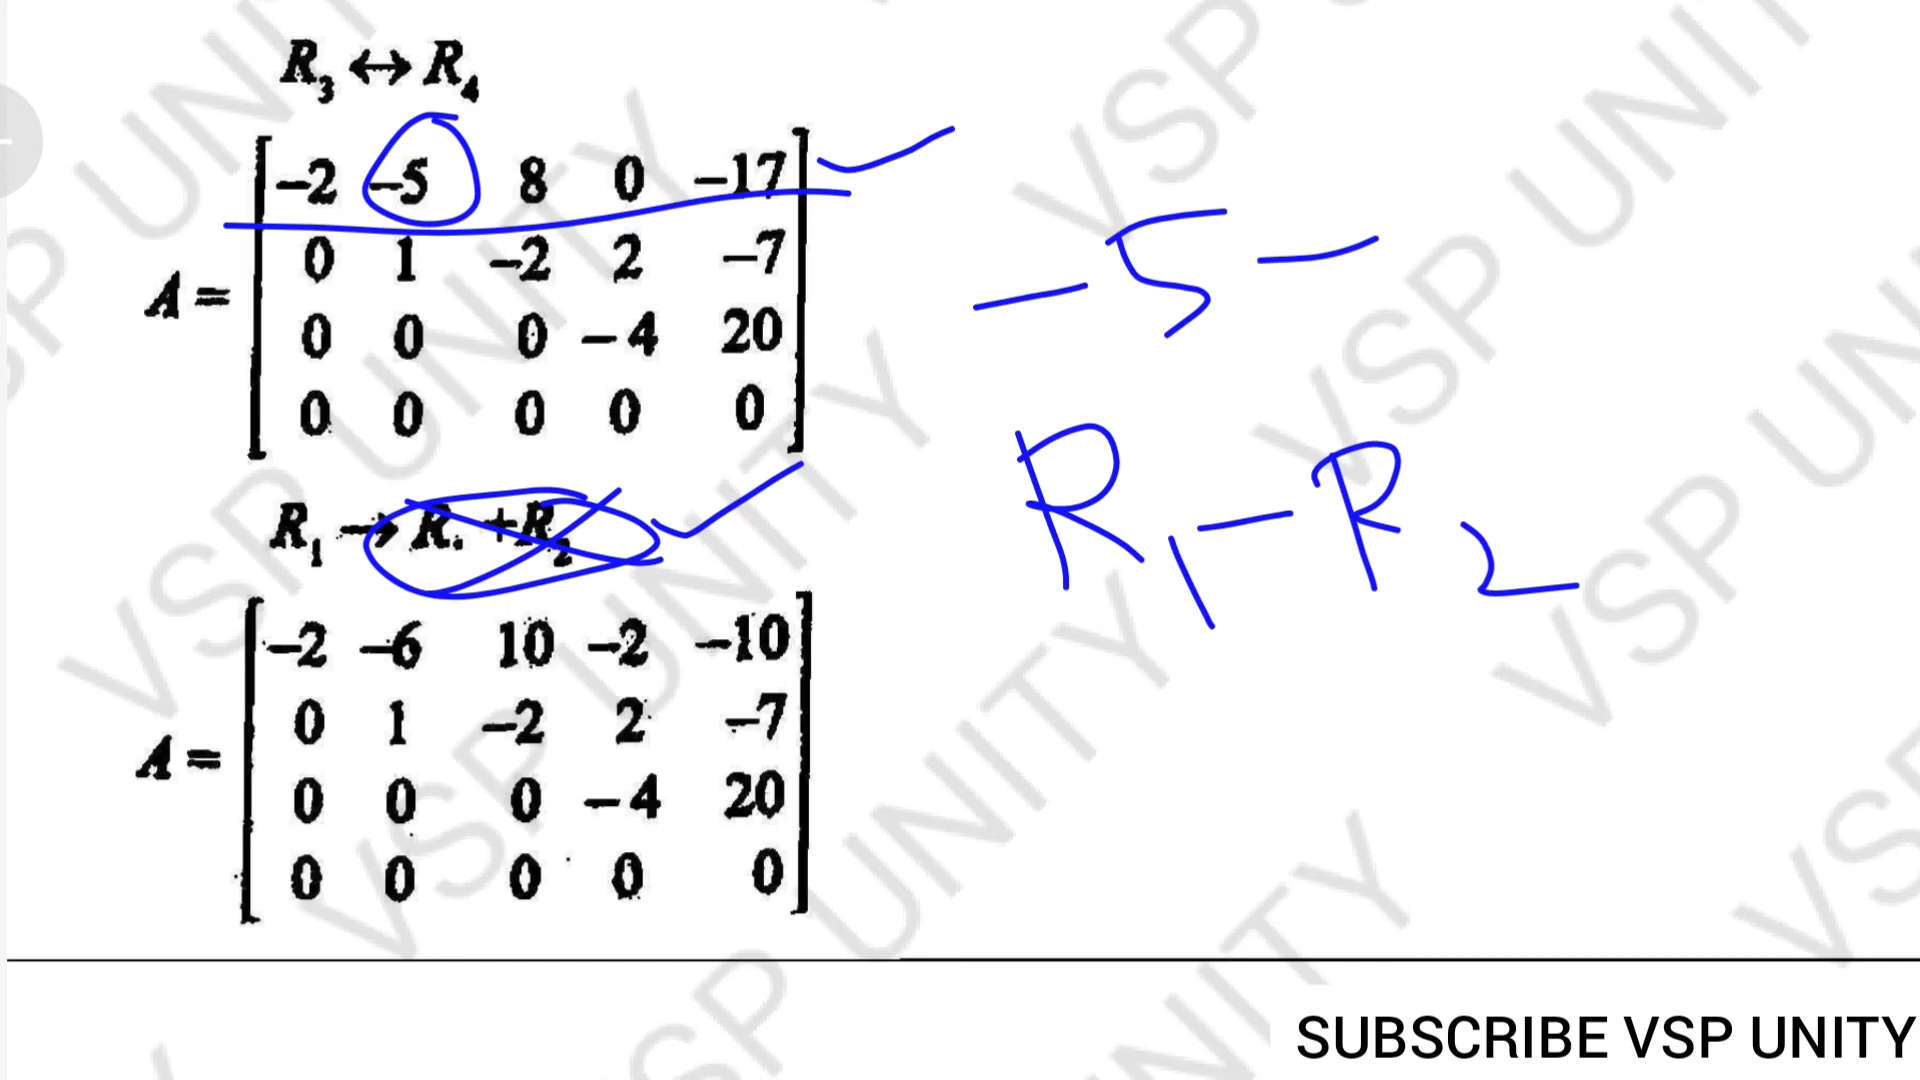 R₃ ↔ R₄
A = [ −2 −5 8 0 −17
0 1 −2 2 −7
0 0 0 − 4 20
0 0 0 0 0 ]
− 5 −
R₁ → R₁ + R₂
R₁ − R₂
A = [ −2 −6 10 −2 −10
0 1 −2 2 −7
0 0 0 − 4 20
0 0 0 0 0 ]
VSP UNITY
SUBSCRIBE VSP UNITY